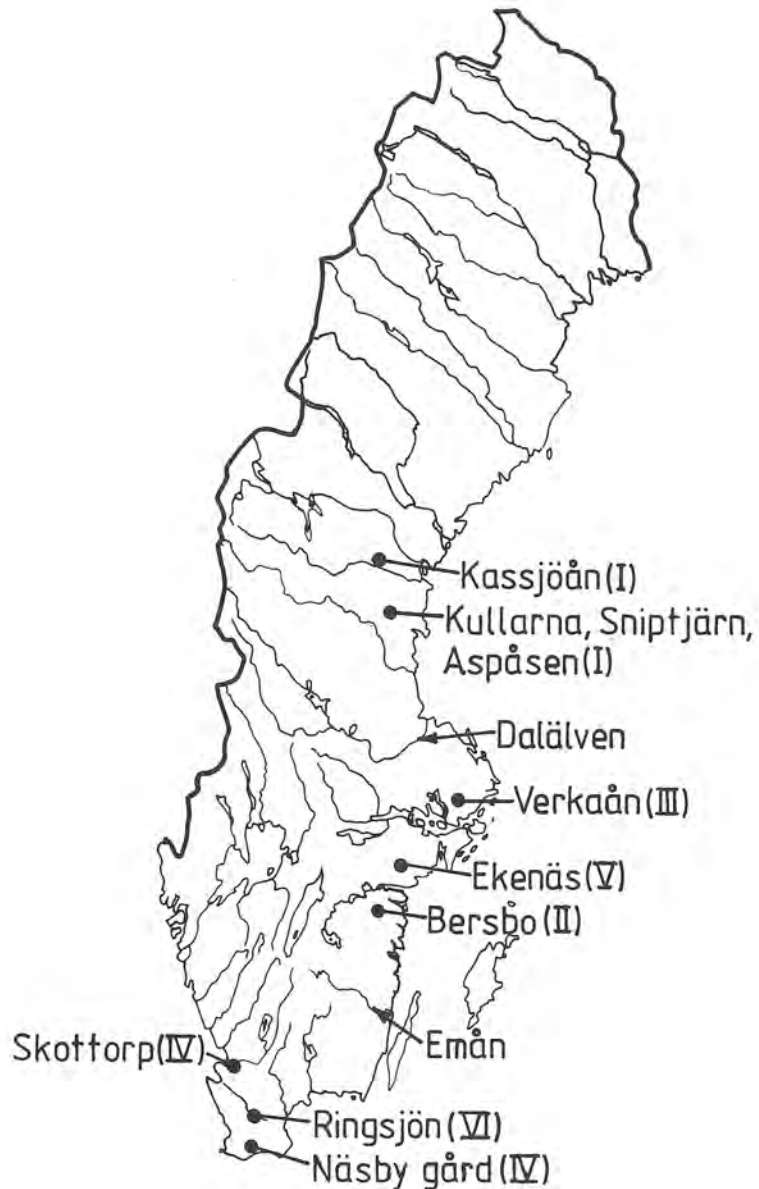 Kassjöån (I)
Kullarna, Sniptjärn,
Aspåsen (I)
Dalälven
Verkaån (III)
Ekenäs (V)
Bersbo (II)
Emån
Skottorp (IV)
Ringsjön (VI)
Näsby gård (IV)